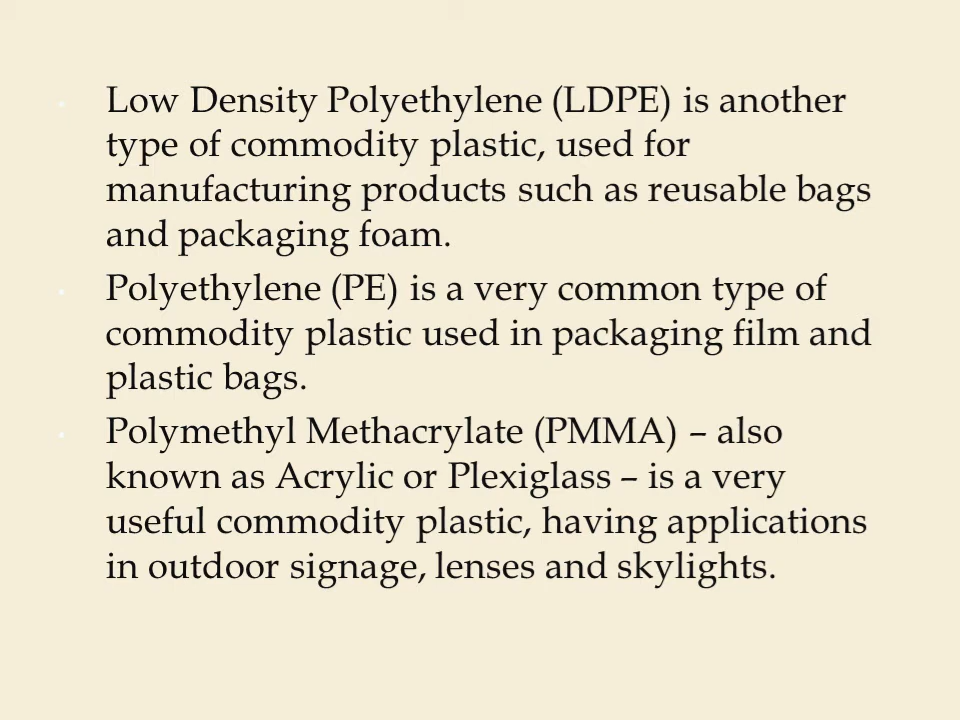 Low Density Polyethylene (LDPE) is another
type of commodity plastic, used for
manufacturing products such as reusable bags
and packaging foam.
Polyethylene (PE) is a very common type of
commodity plastic used in packaging film and
plastic bags.
Polymethyl Methacrylate (PMMA) – also
known as Acrylic or Plexiglass – is a very
useful commodity plastic, having applications
in outdoor signage, lenses and skylights.